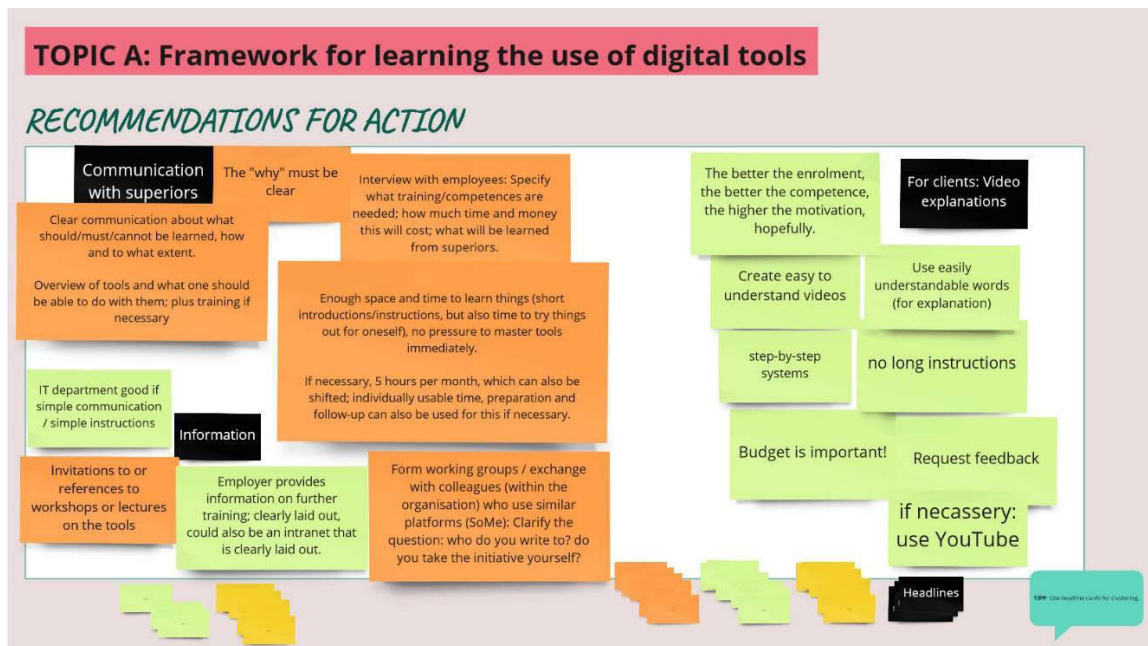 TOPIC A: Framework for learning the use of digital tools
RECOMMENDATIONS FOR ACTION
Communication
with superiors
The "why" must be
clear
Interview with employees: Specify
what training/competences are
needed; how much time and money
this will cost; what will be learned
from superiors.
Clear communication about what
should/must/cannot be learned, how
and to what extent.
Overview of tools and what one should
be able to do with them; plus training if
necessary
Enough space and time to learn things (short
introductions/instructions, but also time to try things
out for oneself), no pressure to master tools
immediately.
If necessary, 5 hours per month, which can also be
shifted; individually usable time, preparation and
follow-up can also be used for this if necessary.
IT department good if
simple communication
/ simple instructions
Information
Invitations to or
references to
workshops or lectures
on the tools
Employer provides
information on further
training; clearly laid out,
could also be an intranet that
is clearly laid out.
Form working groups / exchange
with colleagues (within the
organisation) who use similar
platforms (SoMe): Clarify the
question: who do you write to? do
you take the initiative yourself?
The better the enrolment,
the better the competence,
the higher the motivation,
hopefully.
For clients: Video
explanations
Create easy to
understand videos
Use easily
understandable words
(for explanation)
step-by-step
systems
no long instructions
Budget is important!
Request feedback
if necassery:
use YouTube
Headlines
TIPP: Use headline cards for clustering.